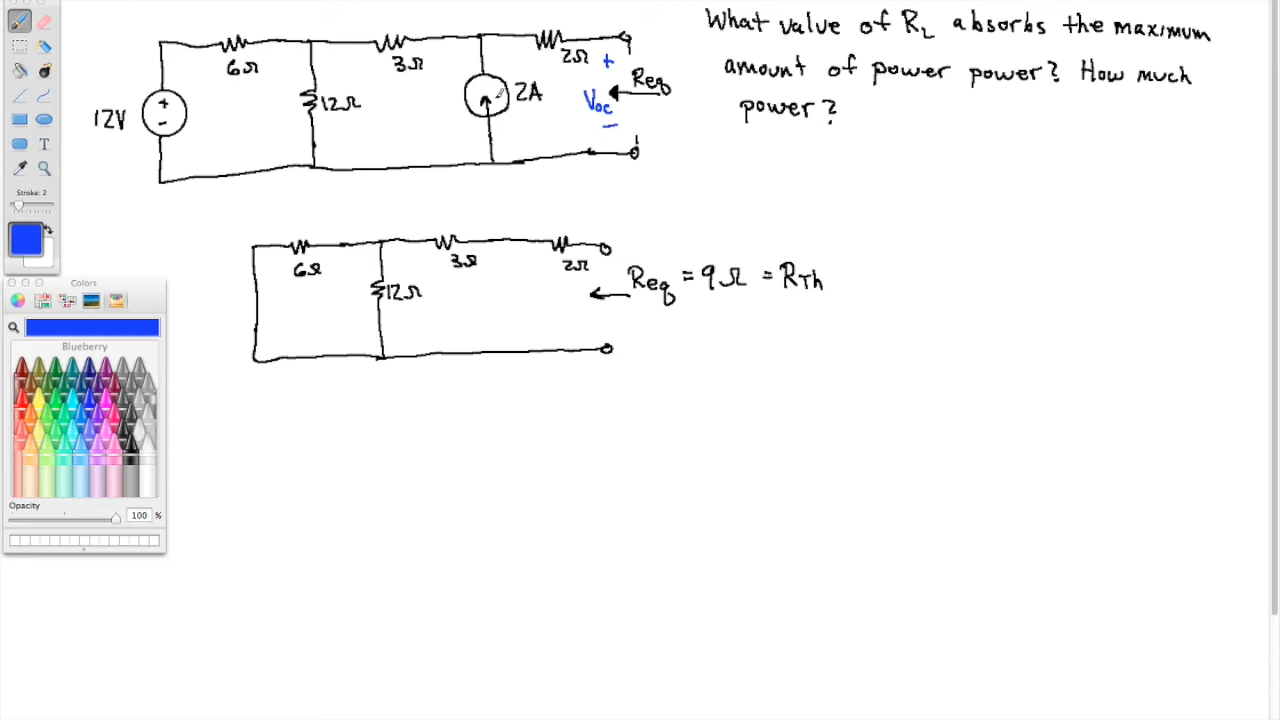 What value of RL absorbs the maximum
amount of power power? How much
power?
6Ω
3Ω
2Ω
12V
+
-
12Ω
2A
+
Voc
-
Req
6Ω
12Ω
3Ω
2Ω
Req = 9Ω = RTh
Stroke: 2
Colors
Blueberry
Opacity
100 %